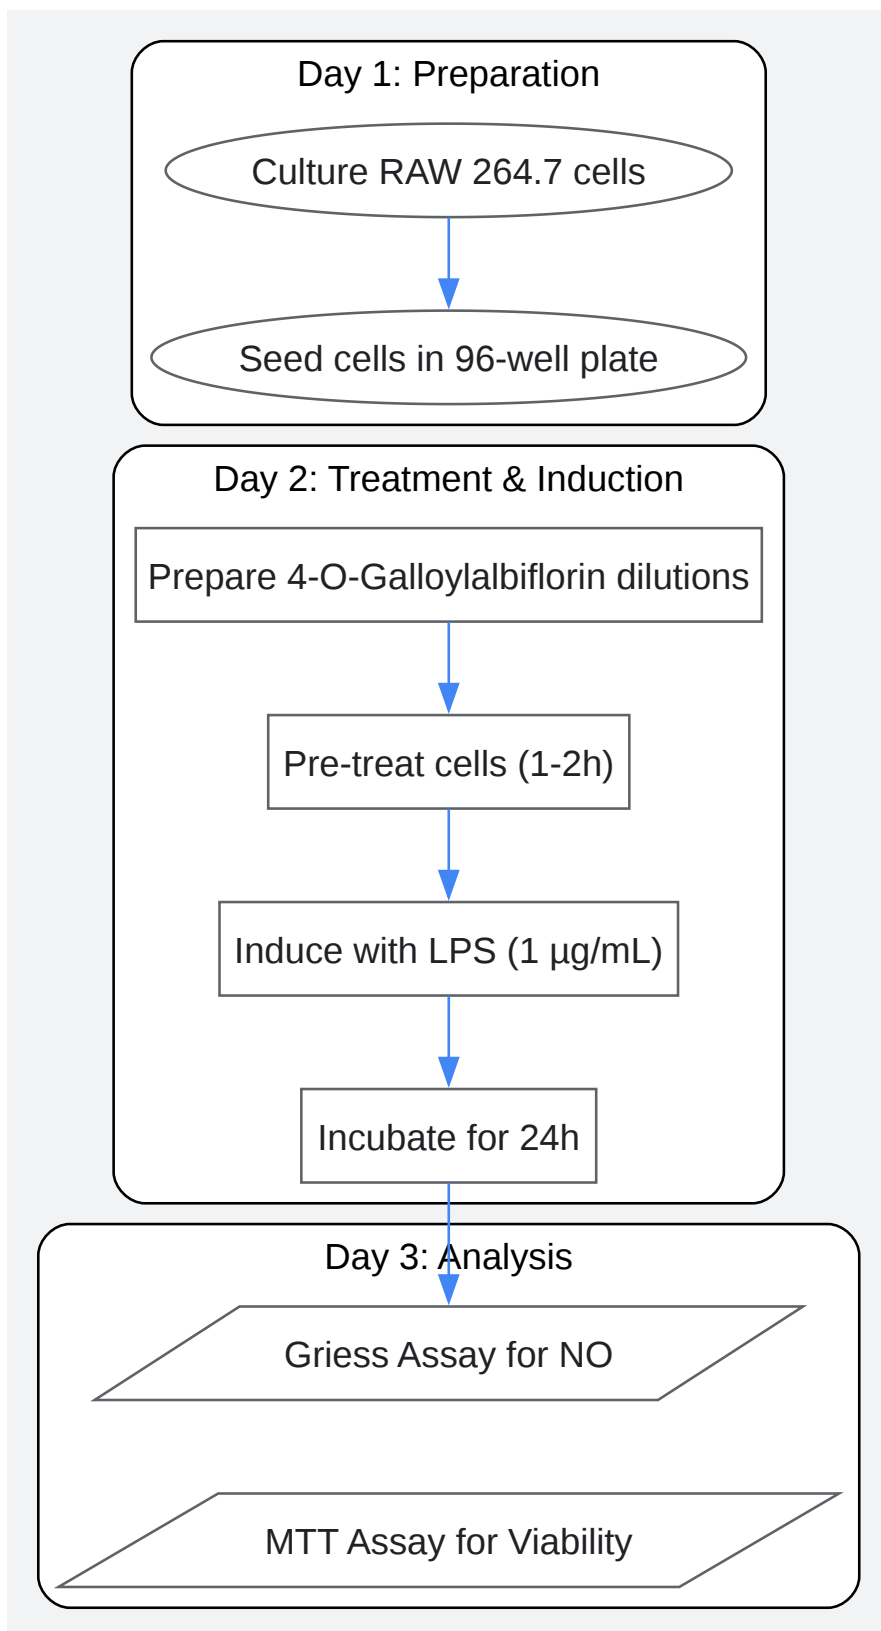 Day 1: Preparation
Culture RAW 264.7 cells
Seed cells in 96-well plate
Day 2: Treatment & Induction
Prepare 4-O-Galloylalbiflorin dilutions
Pre-treat cells (1-2h)
Induce with LPS (1 µg/mL)
Incubate for 24h
Day 3: Analysis
Griess Assay for NO
MTT Assay for Viability